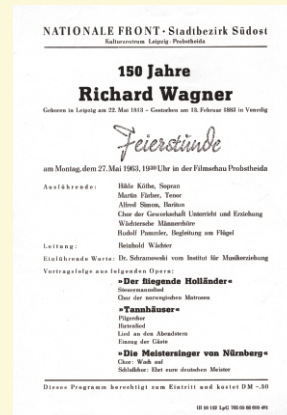 NATIONALE FRONT · Stadtbezirk Südost
Kulturzentrum Leipzig-Probstheida
150 Jahre
Richard Wagner
Geboren in Leipzig am 22. Mai 1813 – Gestorben am 13. Februar 1883 in Venedig
Feierstunde
am Montag, dem 27. Mai 1963, 19³⁰ Uhr in der Filmschau Probstheida
Ausführende: Hilde Köthe, Sopran
Martin Färber, Tenor
Alfred Simon, Bariton
Chor der Gewerkschaft Unterricht und Erziehung
Wächtersche Männerchöre
Rudolf Pammler, Begleitung am Flügel
Leitung: Reinhold Wächter
Einführende Worte: Dr. Schramowski vom Institut für Musikerziehung
Vortragsfolge aus folgenden Opern:
»Der fliegende Holländer«
Steuermannslied
Chor der norwegischen Matrosen
»Tannhäuser«
Pilgerchor
Hirtenlied
Lied an den Abendstern
Einzug der Gäste
»Die Meistersinger von Nürnberg«
Chor: Wach auf
Schlußchor: Ehrt eure deutschen Meister
Dieses Programm berechtigt zum Eintritt und kostet DM –.50